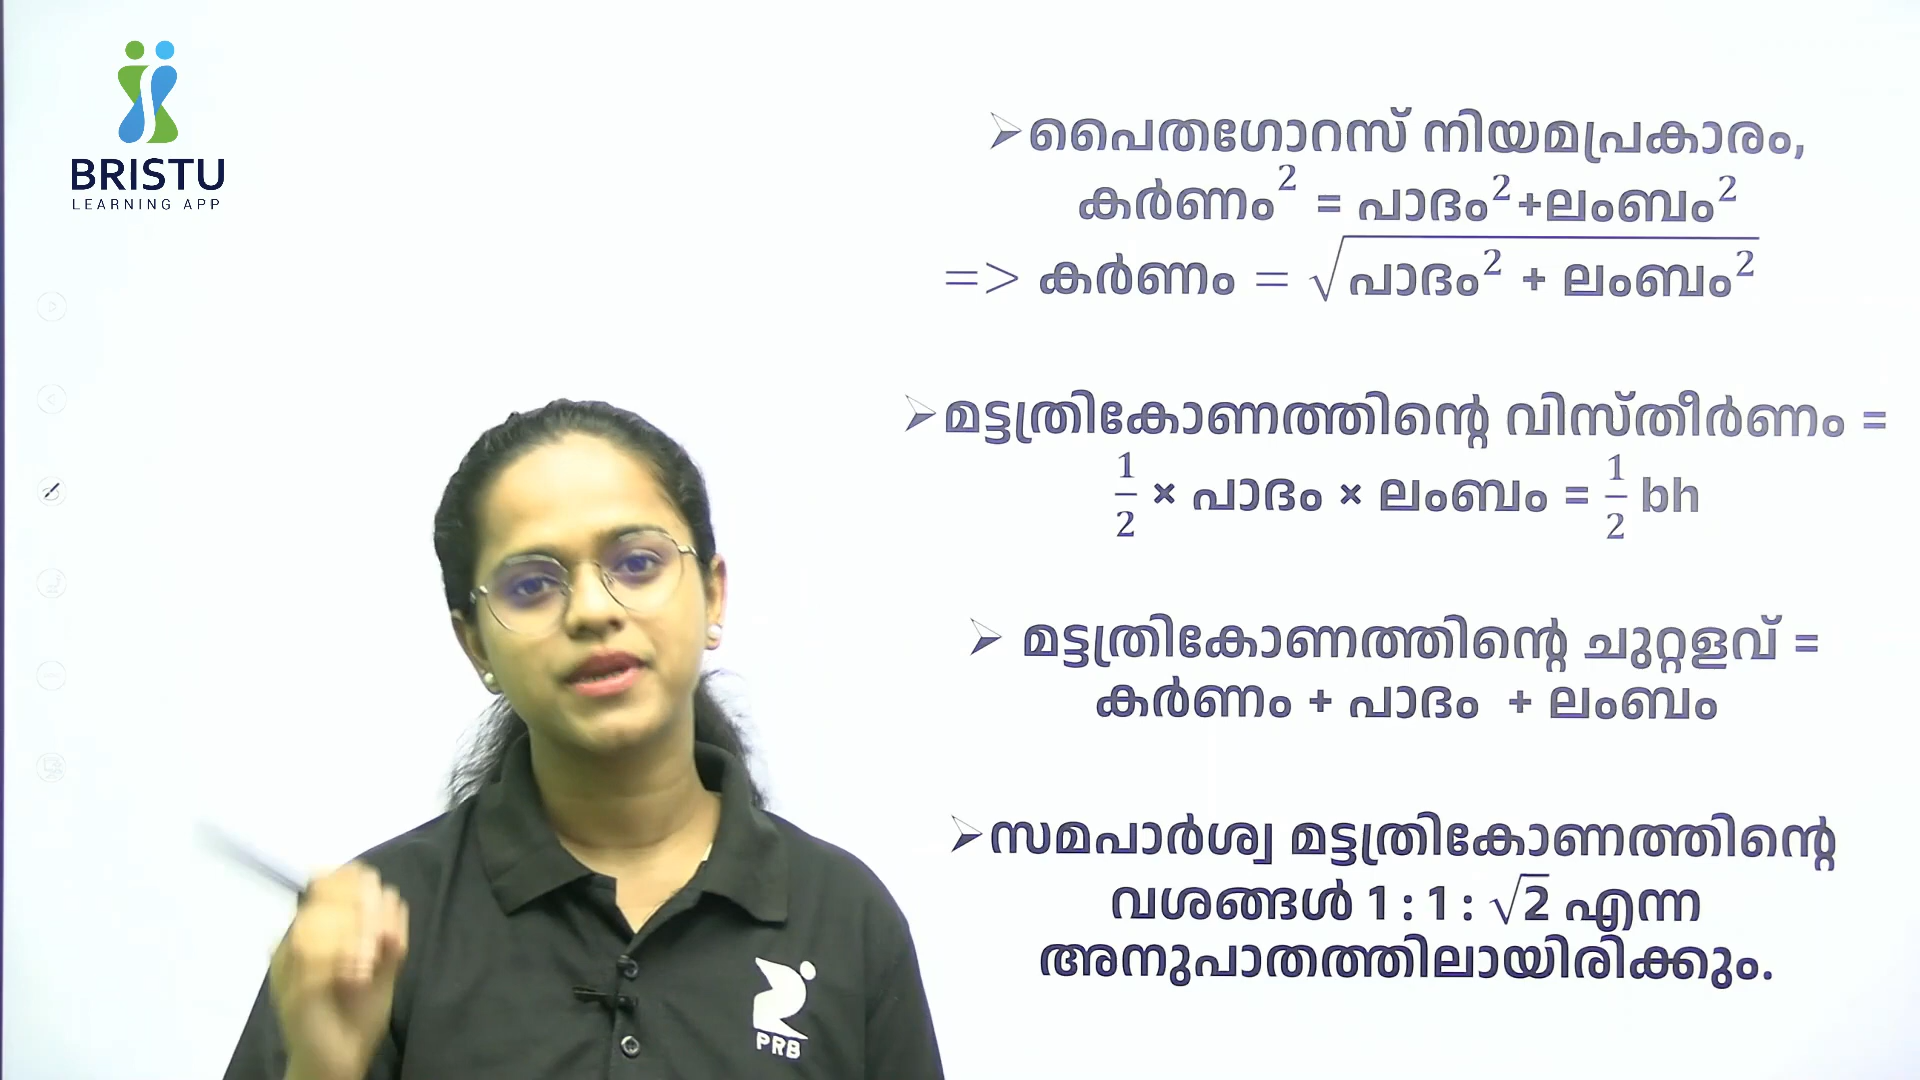 BRISTU
LEARNING APP
➢പൈതഗോറസ് നിയമപ്രകാരം,
കർണം² = പാദം²+ലംബം²
=> കർണം = √(പാദം² + ലംബം²)
➢മട്ടത്രികോണത്തിന്റെ വിസ്തീർണം =
1/2 × പാദം × ലംബം = 1/2 bh
➢ മട്ടത്രികോണത്തിന്റെ ചുറ്റളവ് =
കർണം + പാദം + ലംബം
➢സമപാർശ്വ മട്ടത്രികോണത്തിന്റെ
വശങ്ങൾ 1 : 1 : √2 എന്ന
അനുപാതത്തിലായിരിക്കും.
PRB